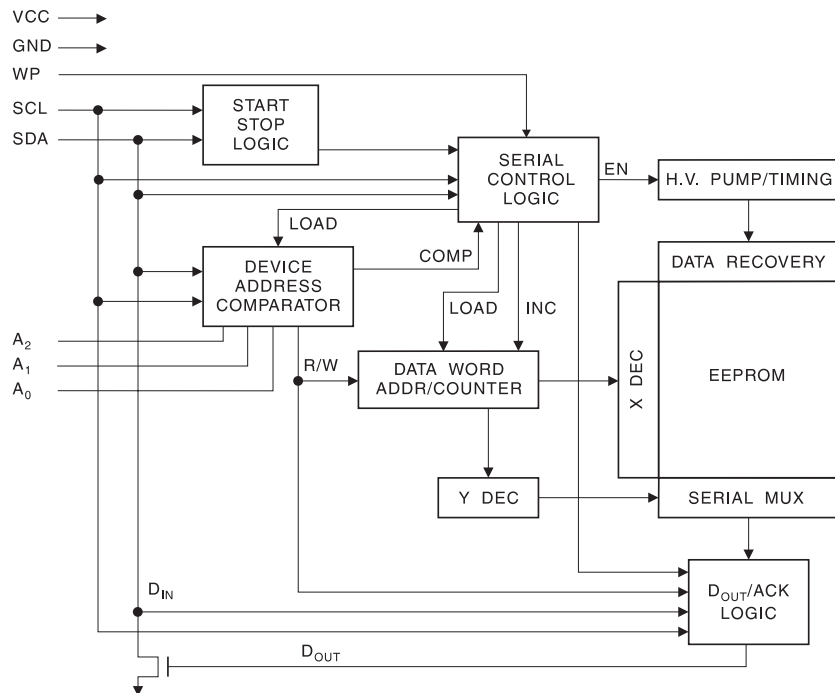 VCC
GND
WP
SCL
SDA
START
STOP
LOGIC
SERIAL
CONTROL
LOGIC
EN
H.V. PUMP/TIMING
LOAD
COMP
DEVICE
ADDRESS
COMPARATOR
DATA RECOVERY
LOAD
INC
A2
A1
A0
R/W
DATA WORD
ADDR/COUNTER
X DEC
EEPROM
Y DEC
SERIAL MUX
DIN
DOUT/ACK
LOGIC
DOUT